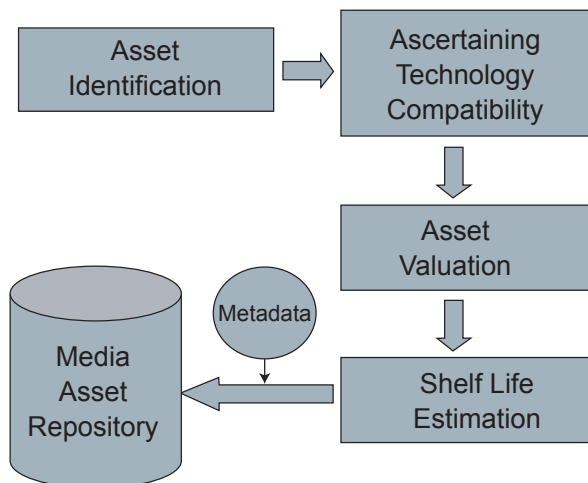 Asset
Identification
Ascertaining
Technology
Compatibility
Asset
Valuation
Shelf Life
Estimation
Metadata
Media
Asset
Repository